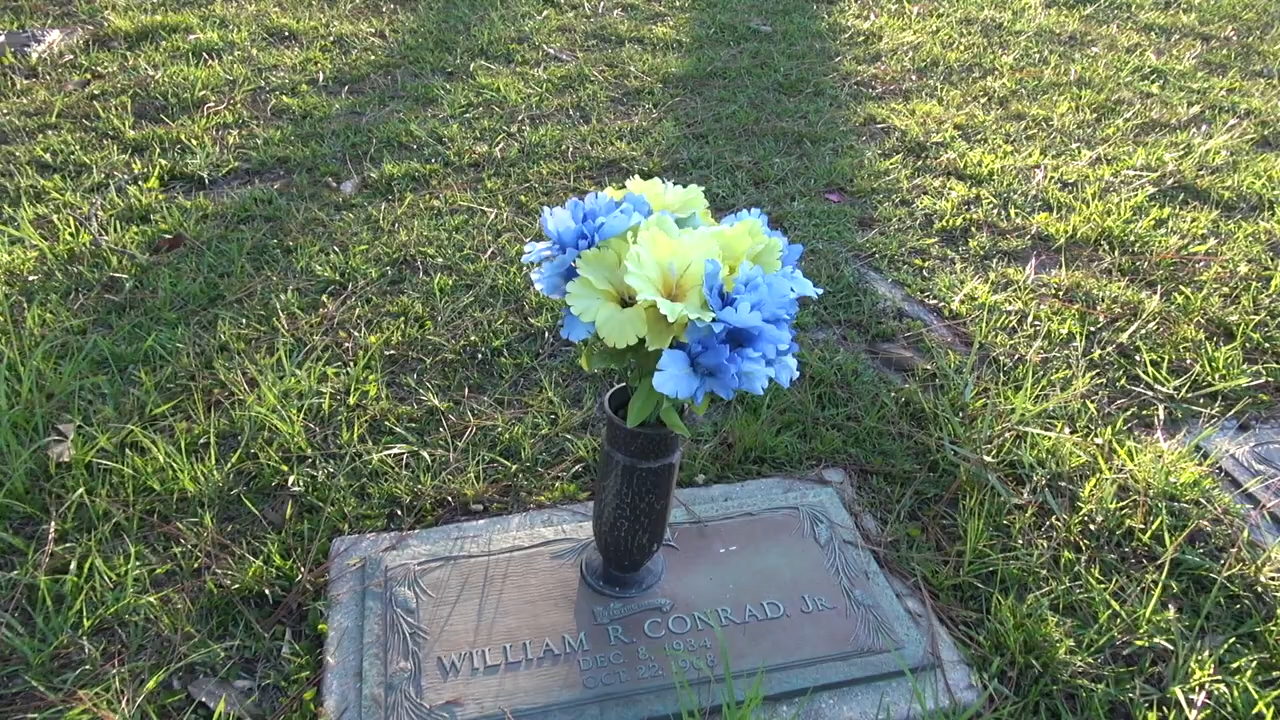 WILLIAM R. CONRAD, JR.
DEC. 8, 1934
OCT. 22, 1968